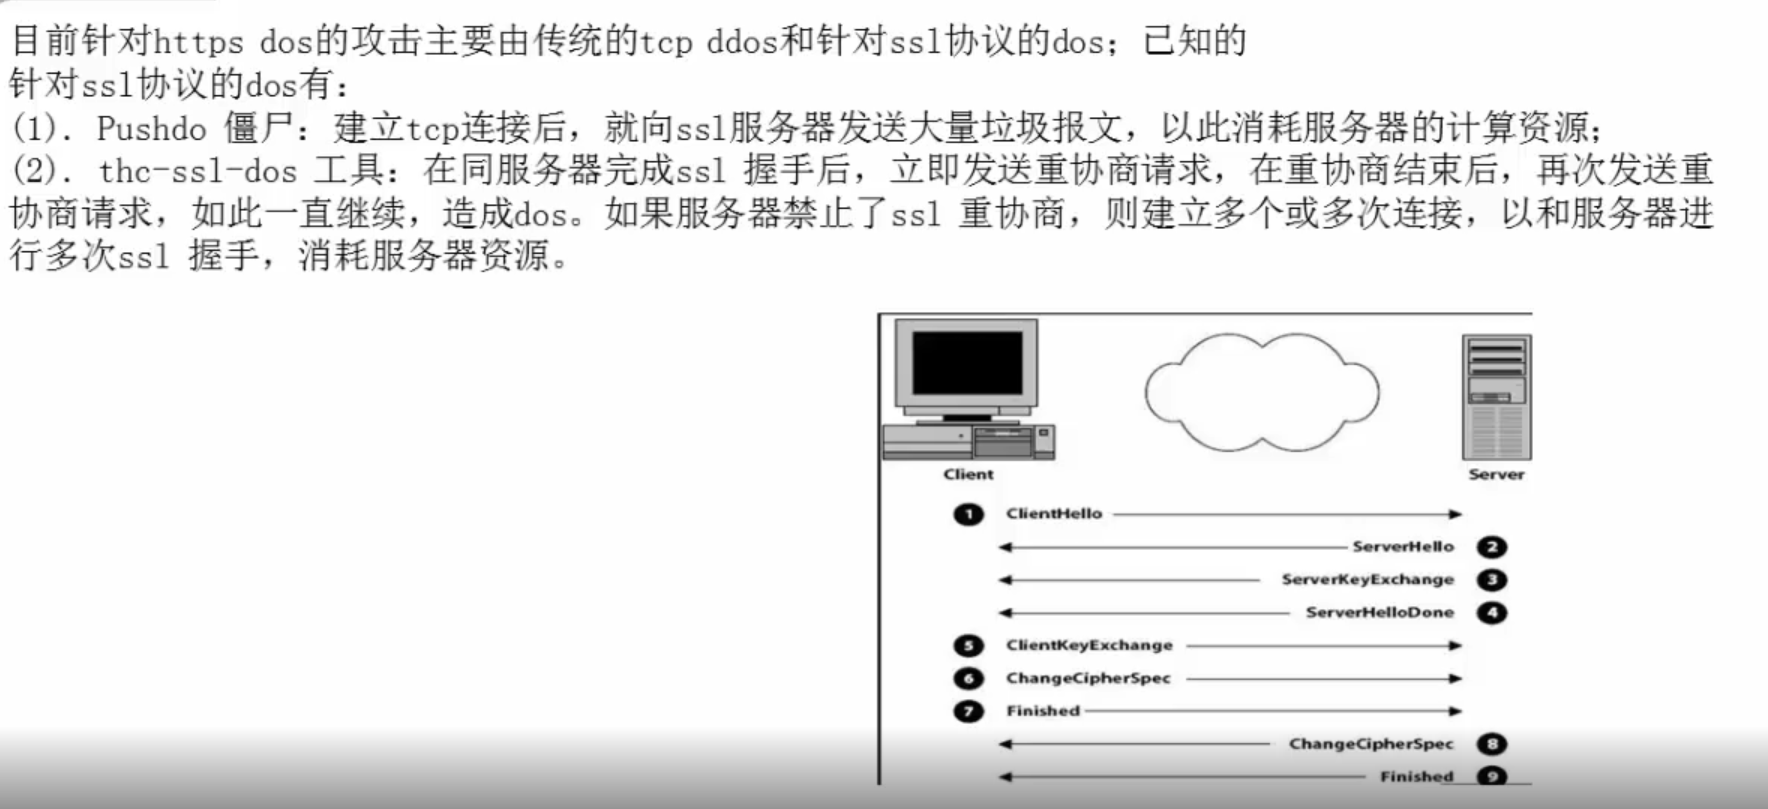 目前针对https dos的攻击主要由传统的tcp ddos和针对ssl协议的dos；已知的
针对ssl协议的dos有：
(1). Pushdo 僵尸：建立tcp连接后，就向ssl服务器发送大量垃圾报文，以此消耗服务器的计算资源；
(2). thc-ssl-dos 工具：在同服务器完成ssl 握手后，立即发送重协商请求，在重协商结束后，再次发送重
协商请求，如此一直继续，造成dos。如果服务器禁止了ssl 重协商，则建立多个或多次连接，以和服务器进
行多次ssl 握手，消耗服务器资源。
Client
Server
1 ClientHello
ServerHello 2
ServerKeyExchange 3
ServerHelloDone 4
5 ClientKeyExchange
6 ChangeCipherSpec
7 Finished
ChangeCipherSpec 8
Finished 9